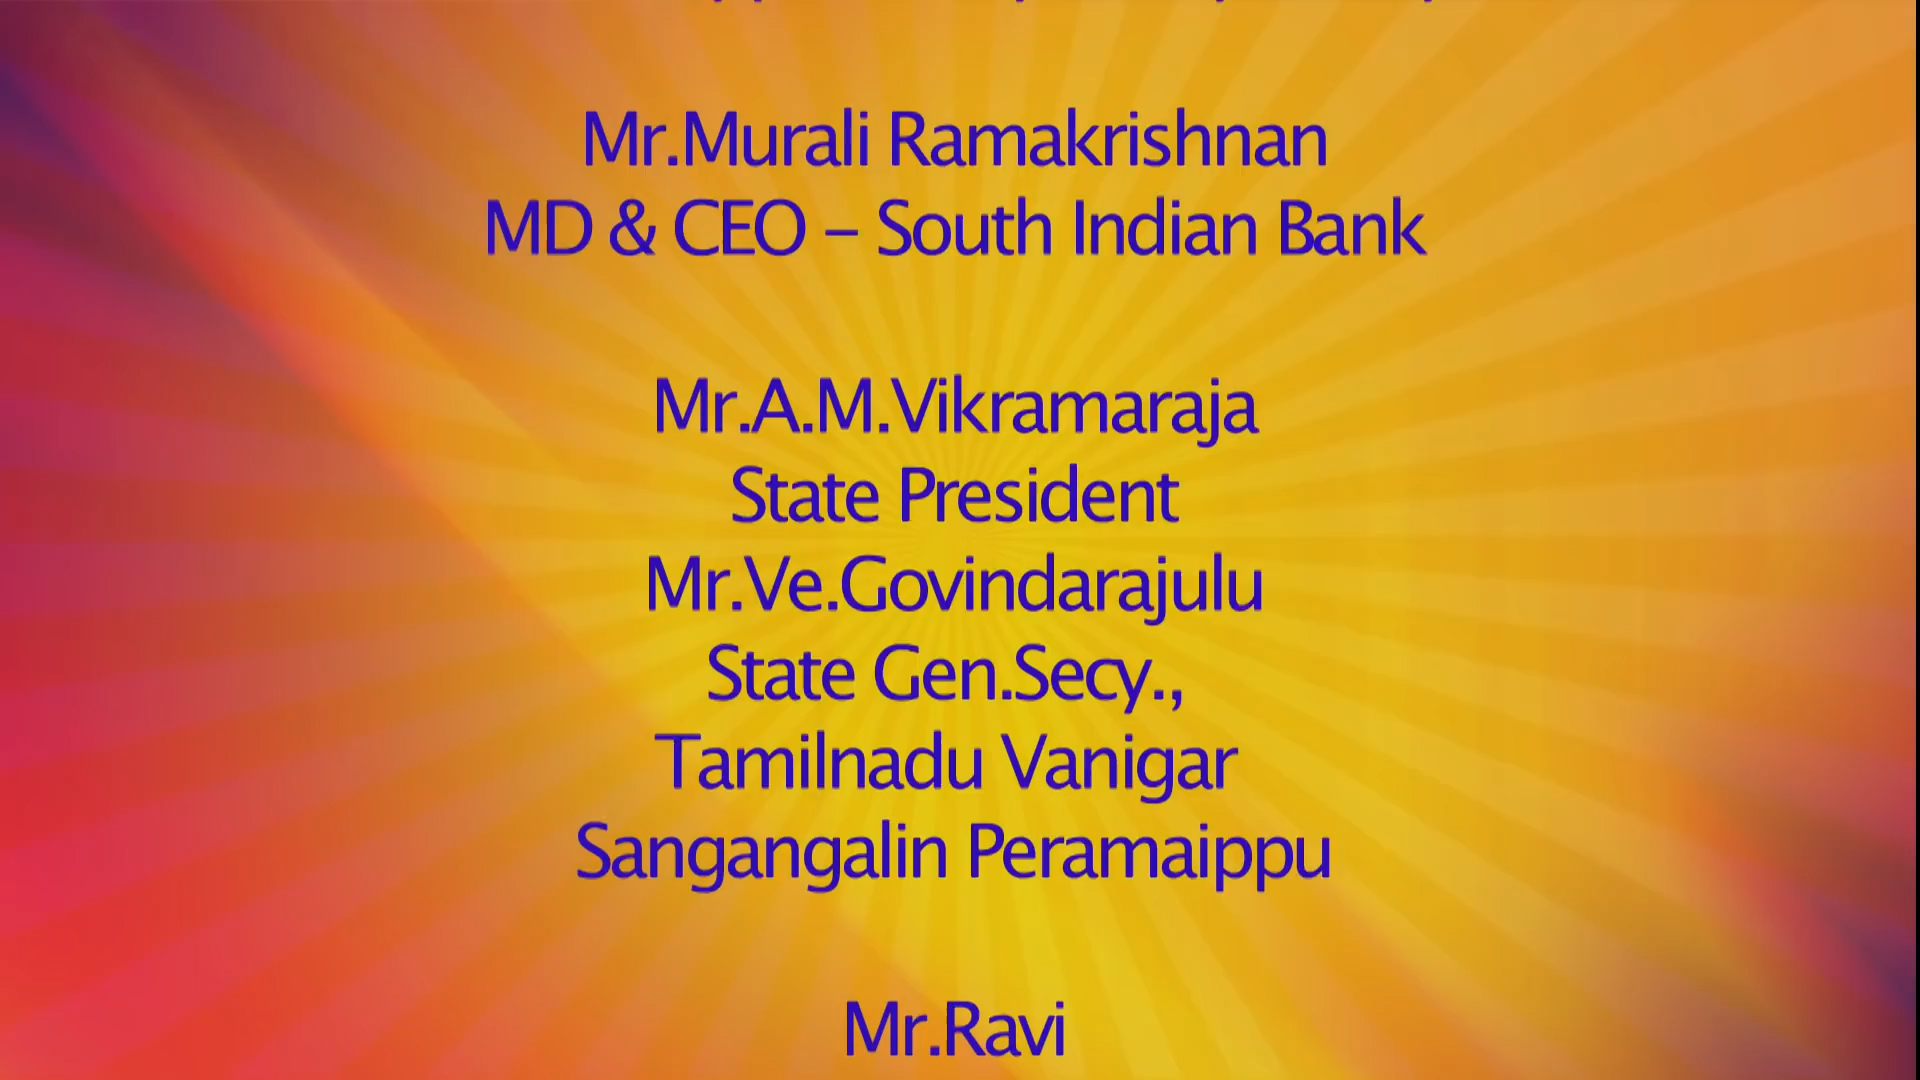 Mr.Murali Ramakrishnan
MD & CEO – South Indian Bank
Mr.A.M.Vikramaraja
State President
Mr.Ve.Govindarajulu
State Gen.Secy.,
Tamilnadu Vanigar
Sangangalin Peramaippu
Mr.Ravi